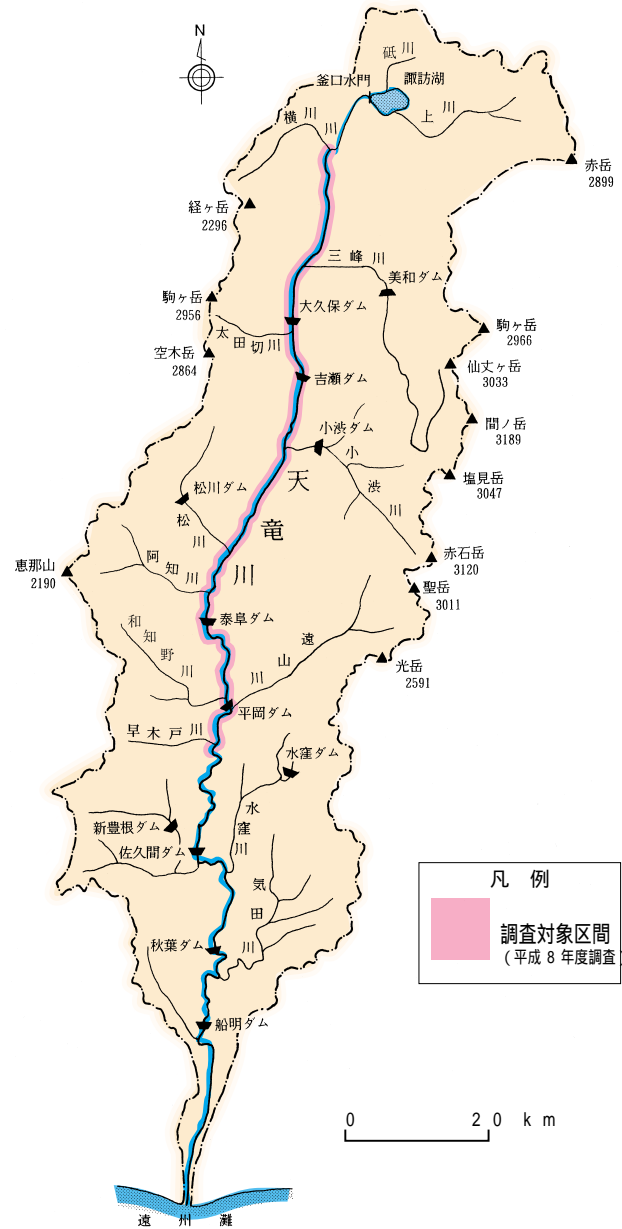 N
砥川
釜口水門
諏訪湖
横川川
上川
赤岳
2899
経ヶ岳
2296
三峰川
美和ダム
駒ヶ岳
2956
大久保ダム
太田切川
駒ヶ岳
2966
空木岳
2864
仙丈ヶ岳
3033
吉瀬ダム
間ノ岳
3189
小渋ダム
小渋川
塩見岳
3047
松川ダム
松川
天竜川
阿知川
赤石岳
3120
恵那山
2190
聖岳
3011
泰阜ダム
和知野川
遠山川
光岳
2591
平岡ダム
早木戸川
水窪ダム
水窪川
新豊根ダム
佐久間ダム
気田川
凡例
調査対象区間
(平成8年度調査)
秋葉ダム
船明ダム
0 20km
遠州灘